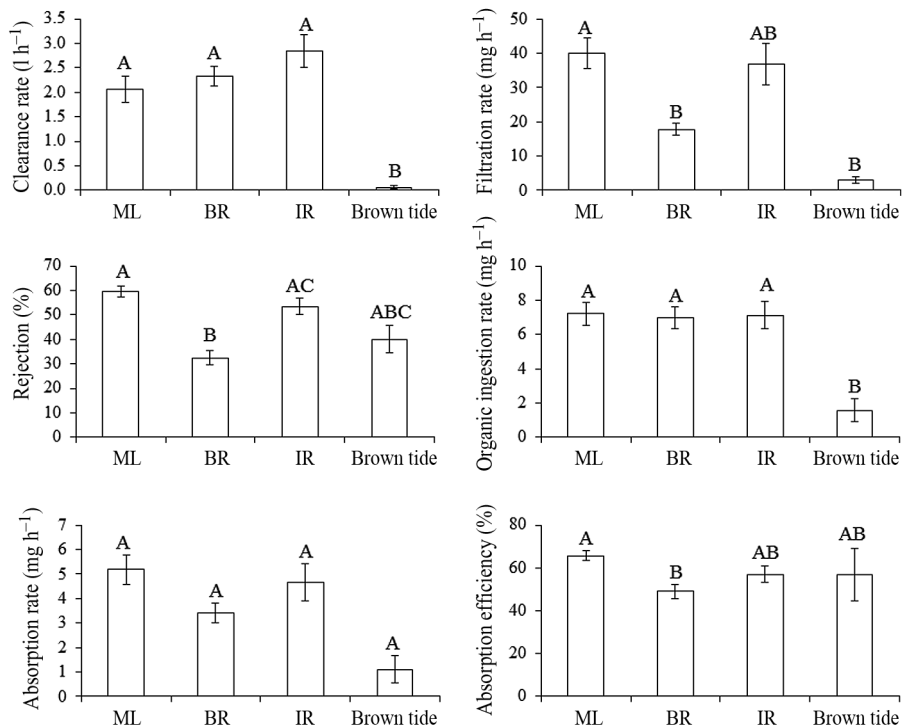 Clearance rate (l h⁻¹)
3.5
3.0
2.5
2.0
1.5
1.0
0.5
0.0
A
A
A
B
ML BR IR Brown tide
Filtration rate (mg h⁻¹)
50
40
30
20
10
0
A
B
AB
B
ML BR IR Brown tide
Rejection (%)
70
60
50
40
30
20
10
0
A
B
AC
ABC
ML BR IR Brown tide
Organic ingestion rate (mg h⁻¹)
10
8
6
4
2
0
A
A
A
B
ML BR IR Brown tide
Absorption rate (mg h⁻¹)
7
6
5
4
3
2
1
0
A
A
A
A
ML BR IR Brown tide
Absorption efficiency (%)
80
60
40
20
0
A
B
AB
AB
ML BR IR Brown tide